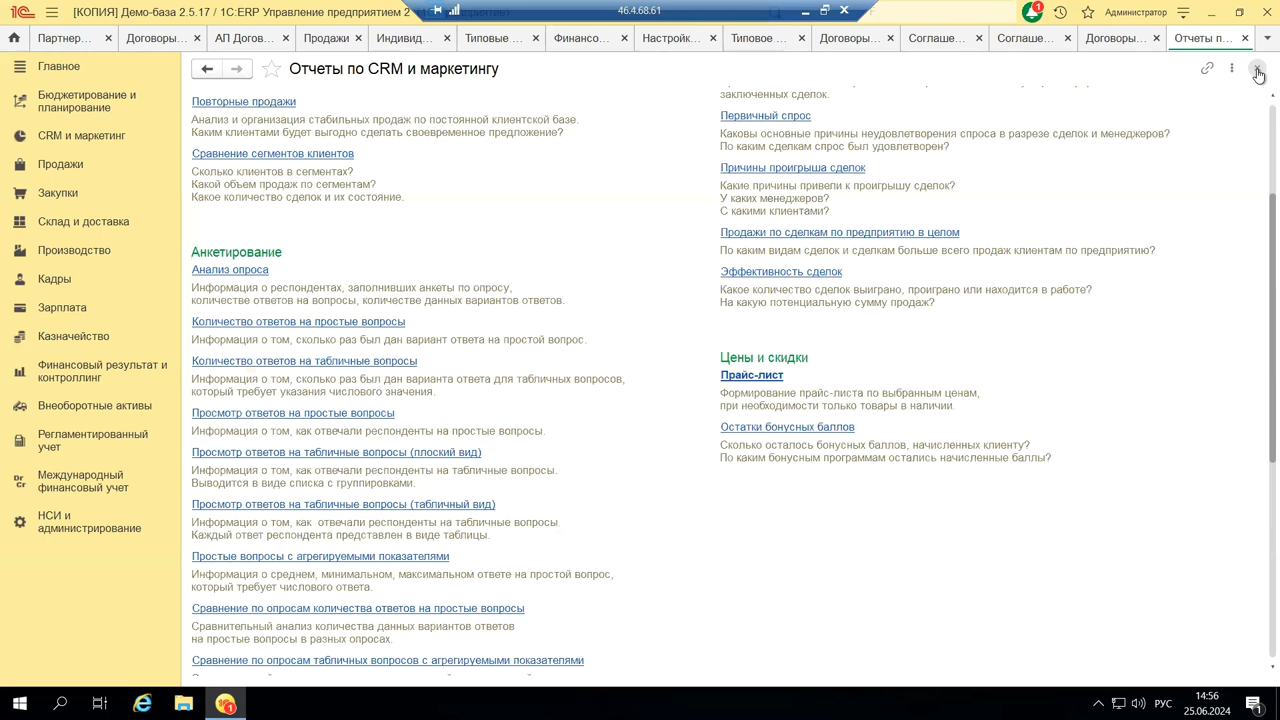 [КОПИЯ] Демо-база 2.5.17 / 1С:ERP Управление предприятием 2
46.4.68.61
1
Администратор
Партнер...
Договоры...
АП Догов...
Продажи
Индивид...
Типовые ...
Финансо...
Настройк...
Типовое ...
Договоры...
Соглаше...
Соглаше...
Договоры...
Отчеты п...
Главное
Бюджетирование и
планирование
CRM и маркетинг
Продажи
Закупки
Склад и доставка
Производство
Кадры
Зарплата
Казначейство
Финансовый результат и
контроллинг
Внеоборотные активы
Регламентированный
учет
Dr
Cr
Международный
финансовый учет
НСИ и
администрирование
Отчеты по CRM и маркетингу
Повторные продажи
Анализ и организация стабильных продаж по постоянной клиентской базе.
Каким клиентами будет выгодно сделать своевременное предложение?
Сравнение сегментов клиентов
Сколько клиентов в сегментах?
Какой объем продаж по сегментам?
Какое количество сделок и их состояние.
Анкетирование
Анализ опроса
Информация о респондентах, заполнивших анкеты по опросу,
количестве ответов на вопросы, количестве данных вариантов ответов.
Количество ответов на простые вопросы
Информация о том, сколько раз был дан вариант ответа на простой вопрос.
Количество ответов на табличные вопросы
Информация о том, сколько раз был дан варианта ответа для табличных вопросов,
который требует указания числового значения.
Просмотр ответов на простые вопросы
Информация о том, как отвечали респонденты на простые вопросы.
Просмотр ответов на табличные вопросы (плоский вид)
Информация о том, как отвечали респонденты на табличные вопросы.
Выводится в виде списка с группировками.
Просмотр ответов на табличные вопросы (табличный вид)
Информация о том, как отвечали респонденты на табличные вопросы.
Каждый ответ респондента представлен в виде таблицы.
Простые вопросы с агрегируемыми показателями
Информация о среднем, минимальном, максимальном ответе на простой вопрос,
который требует числового ответа.
Сравнение по опросам количества ответов на простые вопросы
Сравнительный анализ количества данных вариантов ответов
на простые вопросы в разных опросах.
Сравнение по опросам табличных вопросов с агрегируемыми показателями
заключенных сделок.
Первичный спрос
Каковы основные причины неудовлетворения спроса в разрезе сделок и менеджеров?
По каким сделкам спрос был удовлетворен?
Причины проигрыша сделок
Какие причины привели к проигрышу сделок?
У каких менеджеров?
С какими клиентами?
Продажи по сделкам по предприятию в целом
По каким видам сделок и сделкам больше всего продаж клиентам по предприятию?
Эффективность сделок
Какое количество сделок выиграно, проиграно или находится в работе?
На какую потенциальную сумму продаж?
Цены и скидки
Прайс-лист
Формирование прайс-листа по выбранным ценам,
при необходимости только товары в наличии.
Остатки бонусных баллов
Сколько осталось бонусных баллов, начисленных клиенту?
По каким бонусным программам остались начисленные баллы?
1
РУС
14:56
25.06.2024
1